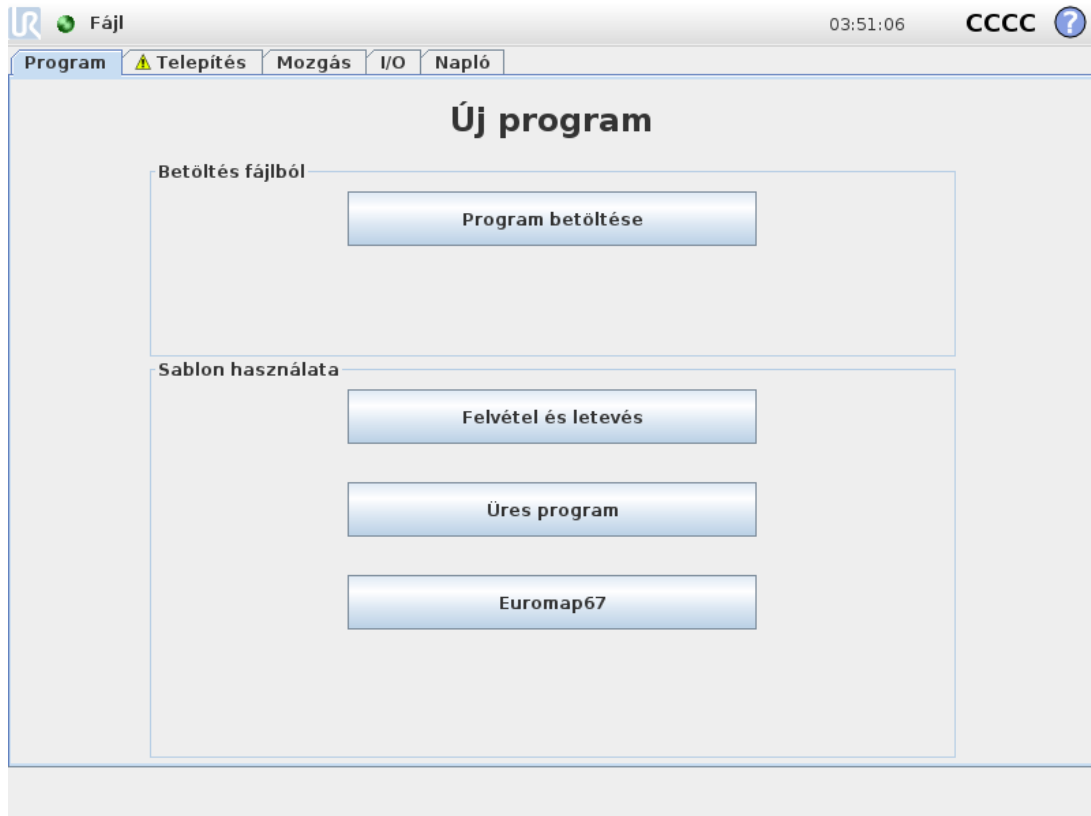 UR Fájl 03:51:06 CCCC ?
Program Telepítés Mozgás I/O Napló
Új program
Betöltés fájlból
Program betöltése
Sablon használata
Felvétel és letevés
Üres program
Euromap67